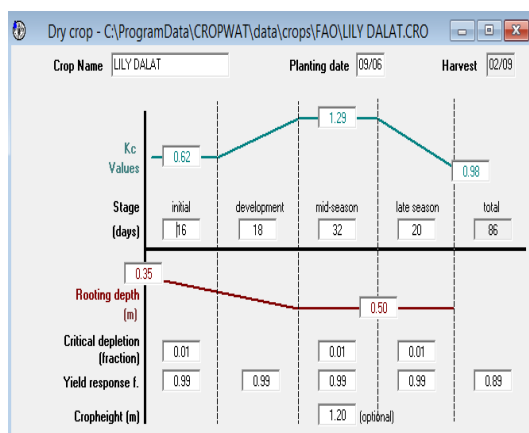 Dry crop - C:\ProgramData\CROPWAT\data\crops\FAO\LILY DALAT.CRO
Crop Name LILY DALAT Planting date 09/06 Harvest 02/09
1.29
Kc 0.62
Values 0.98
Stage initial development mid-season late season total
(days) 16 18 32 20 86
0.35
Rooting depth 0.50
(m)
Critical depletion
(fraction) 0.01 0.01 0.01
Yield response f. 0.99 0.99 0.99 0.99 0.89
Cropheight (m) 1.20 (optional)